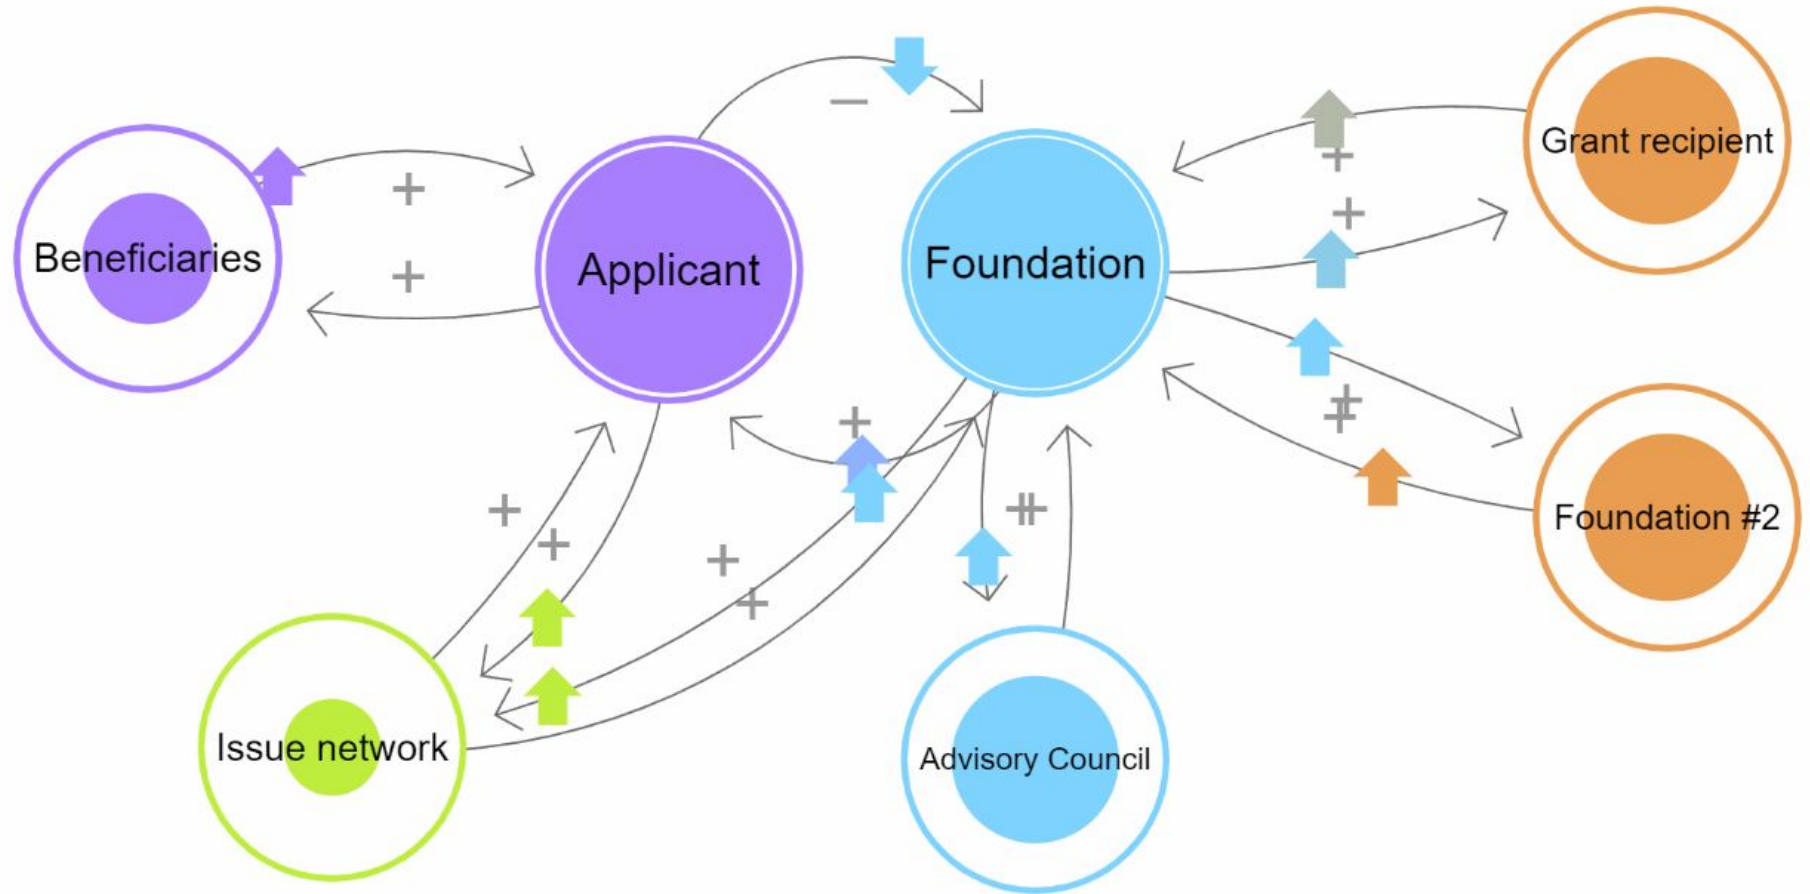 Grant recipient
Beneficiaries
Applicant
Foundation
Foundation #2
Issue network
Advisory Council
+
+
−
+
+
+
+
+
+
+
+
+
+
+
+